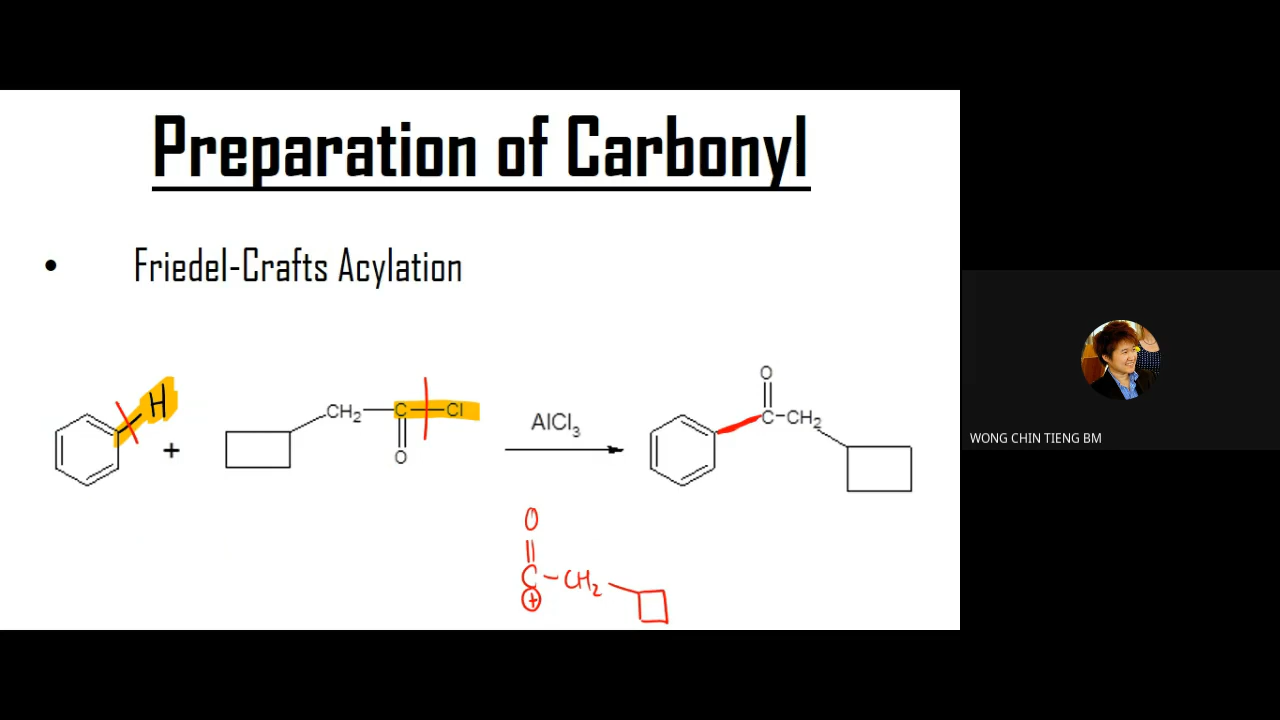 Preparation of Carbonyl
• Friedel-Crafts Acylation
H
+
CH2 C Cl
O
AlCl3
O
C CH2
O
C - CH2
+
WONG CHIN TIENG BM